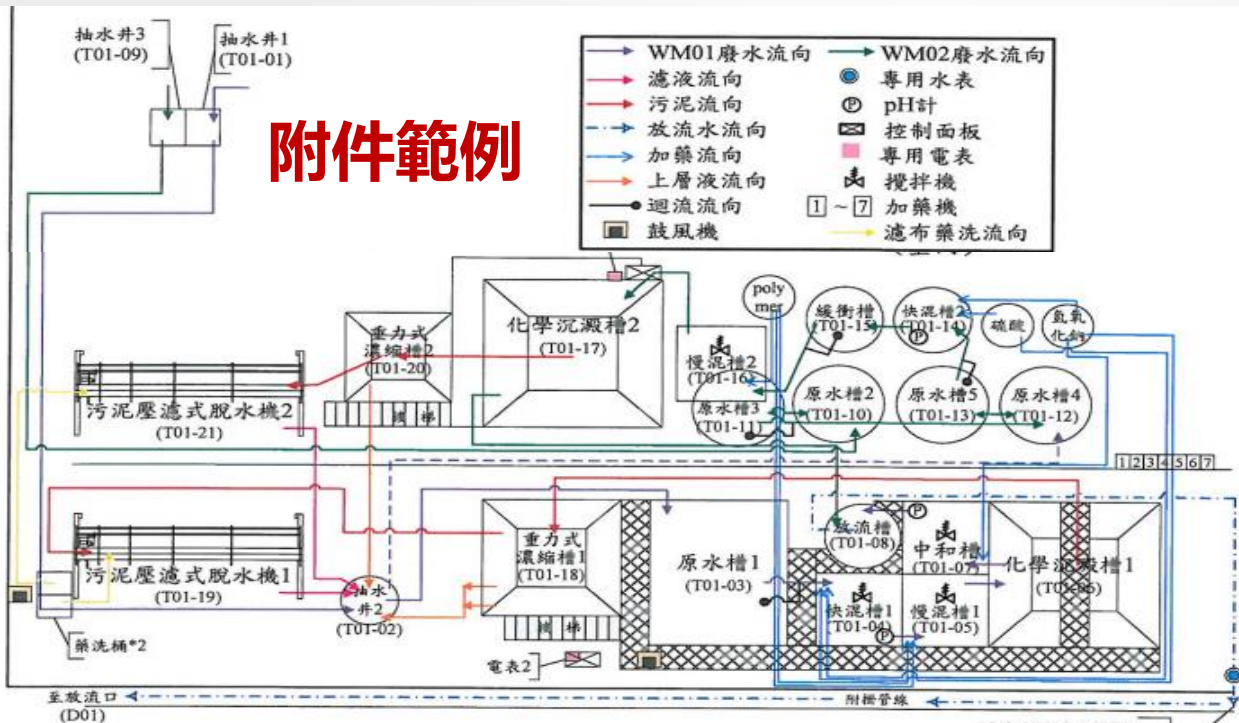 抽水井3
(T01-09)
抽水井1
(T01-01)
附件範例
WM01廢水流向
WM02廢水流向
濾液流向
專用水表
污泥流向
P
pH計
放流水流向
控制面板
加藥流向
專用電表
上層液流向
攪拌機
迴流流向
1 ~ 7 加藥機
鼓風機
濾布藥洗流向
poly
mer
緩衝槽
(T01-15)
快混槽2
(T01-14)
P
硫酸
氫氧
化鈉
重力式
濃縮槽2
(T01-20)
化學沉澱槽2
(T01-17)
慢混槽2
(T01-16)
原水槽3
(T01-11)
原水槽2
(T01-10)
原水槽5
(T01-13)
原水槽4
(T01-12)
污泥壓濾式脫水機2
(T01-21)
樓梯
1 2 3 4 5 6 7
污泥壓濾式脫水機1
(T01-19)
抽水
井2
(T01-02)
重力式
濃縮槽1
(T01-18)
樓梯
原水槽1
(T01-03)
放流槽
(T01-08)
P
中和槽
(T01-07)
化學沉澱槽1
(T01-06)
快混槽1
(T01-04)
慢混槽1
(T01-05)
P
藥洗桶*2
電表2
至放流口
(D01)
附掛管線